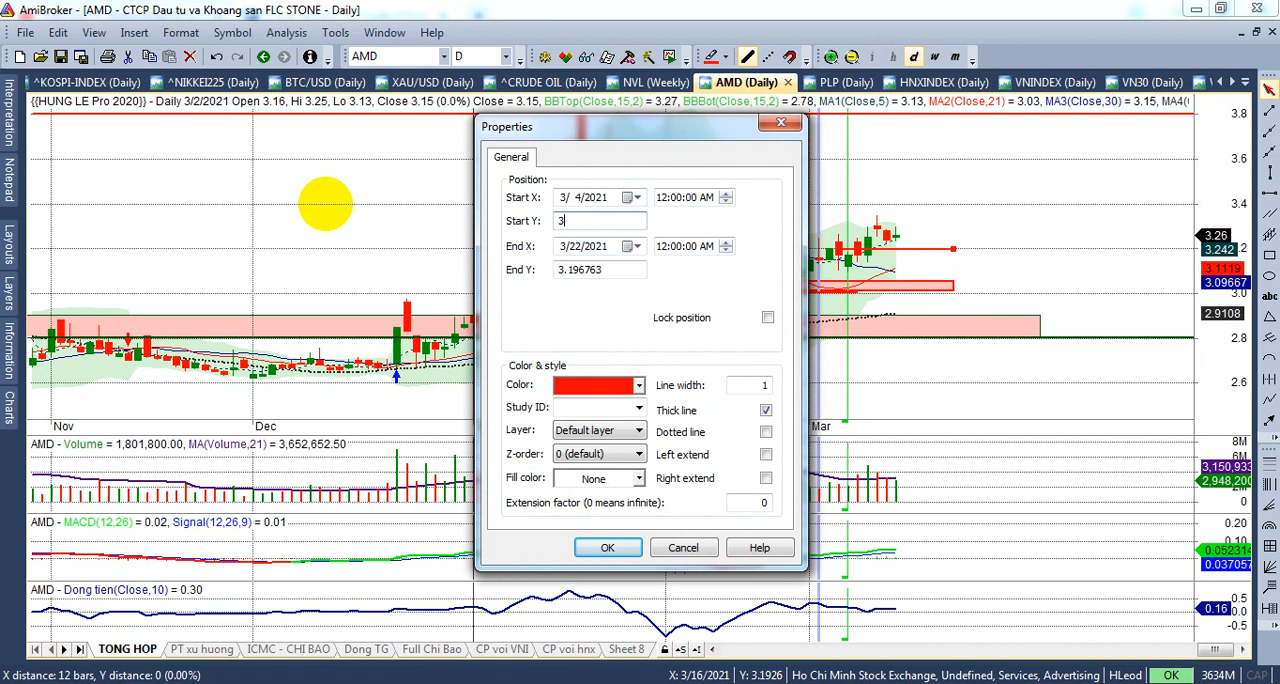 AmiBroker - [AMD - CTCP Dau tu va Khoang san FLC STONE - Daily]
File Edit View Insert Format Symbol Analysis Tools Window Help
AMD D i h d w m
^KOSPI-INDEX (Daily) ^NIKKEI225 (Daily) BTC/USD (Daily) XAU/USD (Daily) ^CRUDE OIL (Daily) NVL (Weekly) AMD (Daily) PLP (Daily) HNXINDEX (Daily) VNINDEX (Daily) VN30 (Daily)
{{HUNG LE Pro 2020}} - Daily 3/2/2021 Open 3.16, Hi 3.25, Lo 3.13, Close 3.15 (0.0%) Close = 3.15, BBTop(Close,15,2) = 3.27, BBBot(Close,15,2) = 2.78, MA1(Close,5) = 3.13, MA2(Close,21) = 3.03, MA3(Close,30) = 3.15, MA4(
Interpretation
Notepad
Layouts
Layers
Information
Charts
Properties
General
Position:
Start X: 3/ 4/2021 12:00:00 AM
Start Y: 3
End X: 3/22/2021 12:00:00 AM
End Y: 3.196763
Lock position
Color & style
Color: Line width: 1
Study ID: Thick line
Layer: Default layer Dotted line
Z-order: 0 (default) Left extend
Fill color: None Right extend
Extension factor (0 means infinite): 0
OK Cancel Help
3.8
3.6
3.4
3.26
3.242
3.1119
3.09667
3.0
2.9108
2.8
2.6
Nov Dec Mar
AMD - Volume = 1,801,800.00, MA(Volume,21) = 3,652,652.50
8M
6M
3,150,933
2,948,200
0
AMD - MACD(12,26) = 0.02, Signal(12,26,9) = 0.01
0.20
0.10
0.052314
0.037057
AMD - Dong tien(Close,10) = 0.30
0.5
0.16
0.0
-0.5
TONG HOP PT xu huong ICMC - CHI BAO Dong TG Full Chi Bao CP voi VNI CP voi hnx Sheet 8
X distance: 12 bars, Y distance: 0 (0.00%) X: 3/16/2021 Y: 3.1926 Ho Chi Minh Stock Exchange, Undefined, Services, Advertising HLeod OK 3634M CAP
abc